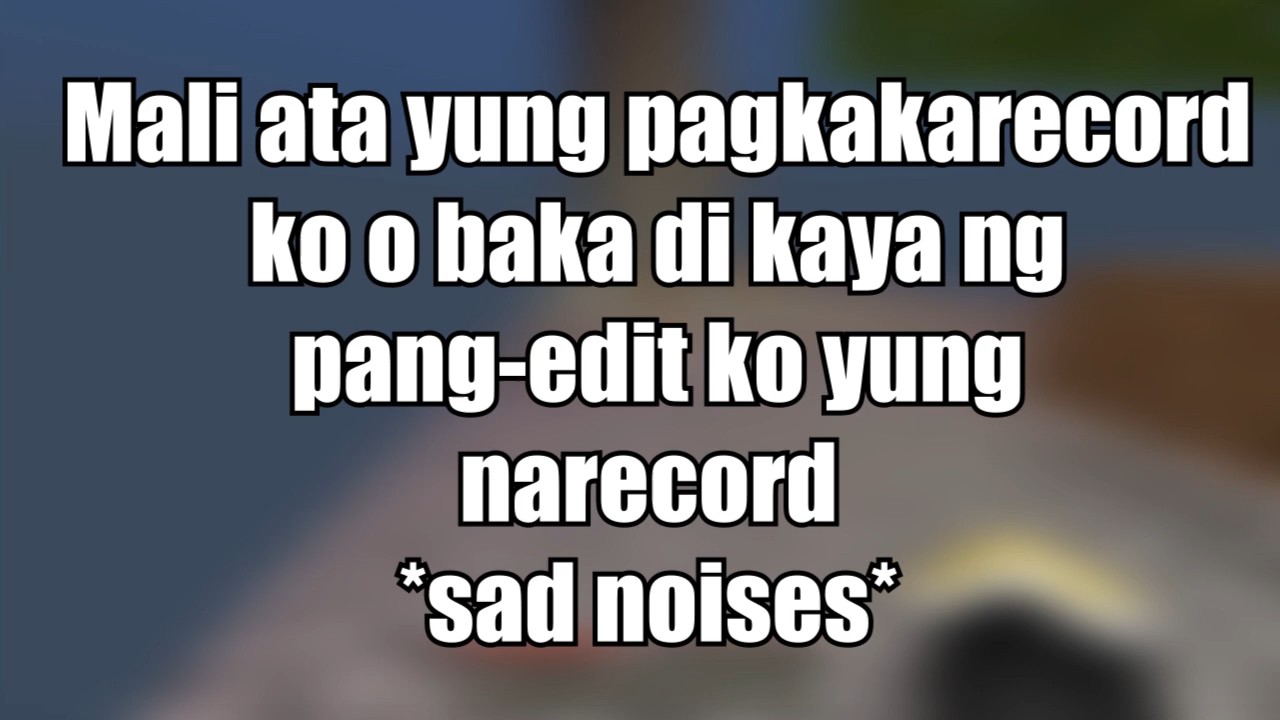 Mali ata yung pagkakarecord
ko o baka di kaya ng
pang-edit ko yung
narecord
*sad noises*